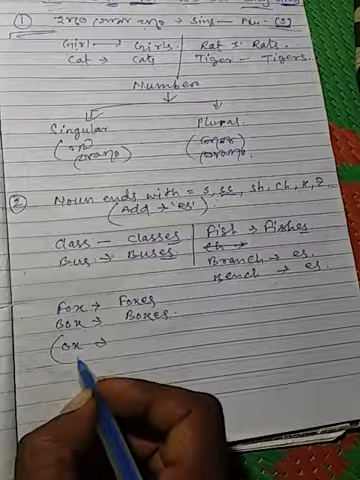 ① → Sing — Plu — (S)
Girl → Girls. Rat → Rats.
Cat → Cats Tiger — Tigers.
Number
Singular Plural
② Noun ends with = s, ss, sh, ch, x, z.
(Add → 'es')
Class — Classes Fish → Fishes
Bus → Buses Branch → es.
Bench → es.
Fox → Foxes
Box → Boxes.
(Ox →